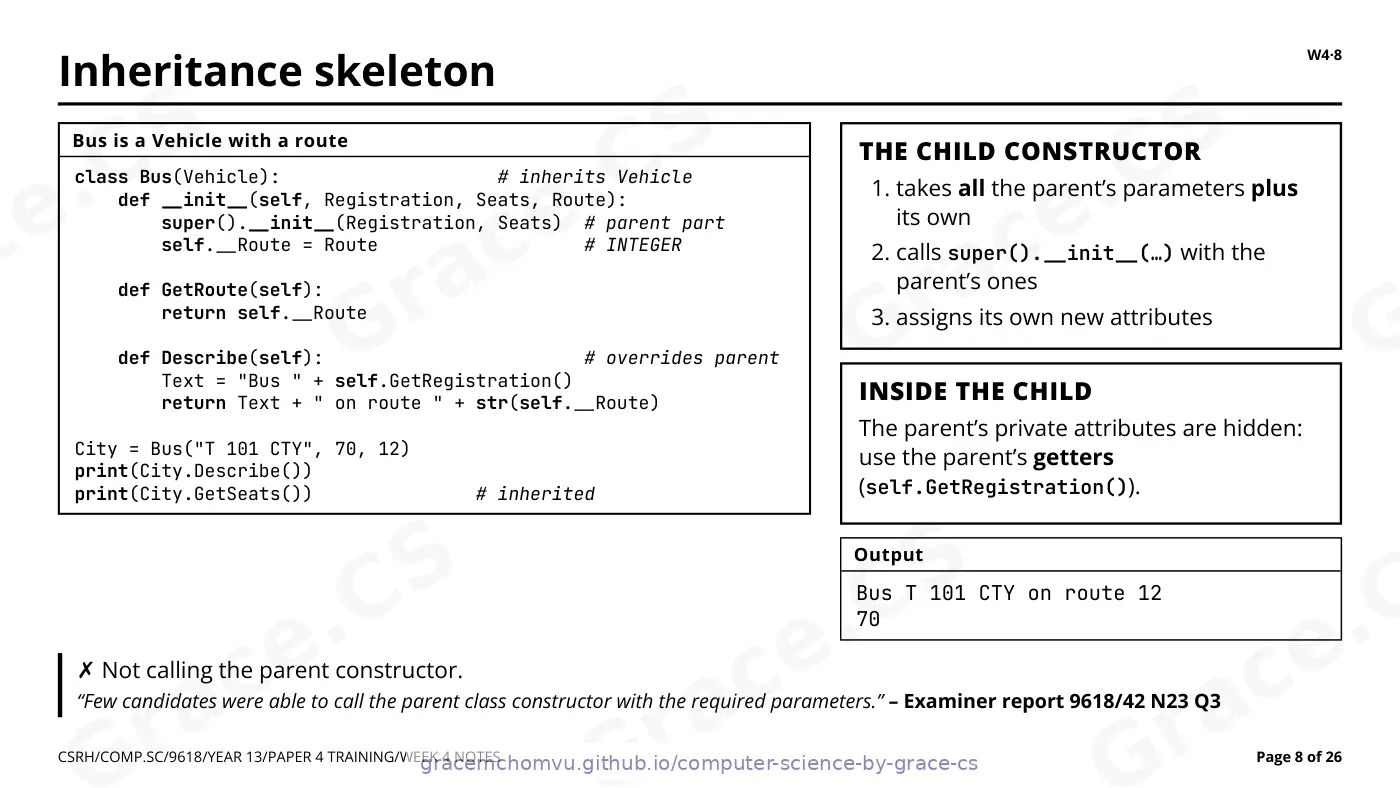 Inheritance skeleton
W4·8
Bus is a Vehicle with a route
class Bus(Vehicle):                    # inherits Vehicle
    def __init__(self, Registration, Seats, Route):
        super().__init__(Registration, Seats)  # parent part
        self.__Route = Route                   # INTEGER
    def GetRoute(self):
        return self.__Route
    def Describe(self):                        # overrides parent
        Text = "Bus " + self.GetRegistration()
        return Text + " on route " + str(self.__Route)
City = Bus("T 101 CTY", 70, 12)
print(City.Describe())
print(City.GetSeats())               # inherited
THE CHILD CONSTRUCTOR
1. takes all the parent’s parameters plus
its own
2. calls super().__init__(…) with the
parent’s ones
3. assigns its own new attributes
INSIDE THE CHILD
The parent’s private attributes are hidden:
use the parent’s getters
(self.GetRegistration()).
Output
Bus T 101 CTY on route 12
70
✗ Not calling the parent constructor.
“Few candidates were able to call the parent class constructor with the required parameters.” – Examiner report 9618/42 N23 Q3
CSRH/COMP.SC/9618/YEAR 13/PAPER 4 TRAINING/WEEK 4 NOTES
gracemchomvu.github.io/computer-science-by-grace-cs
Page 8 of 26
Grace.CS